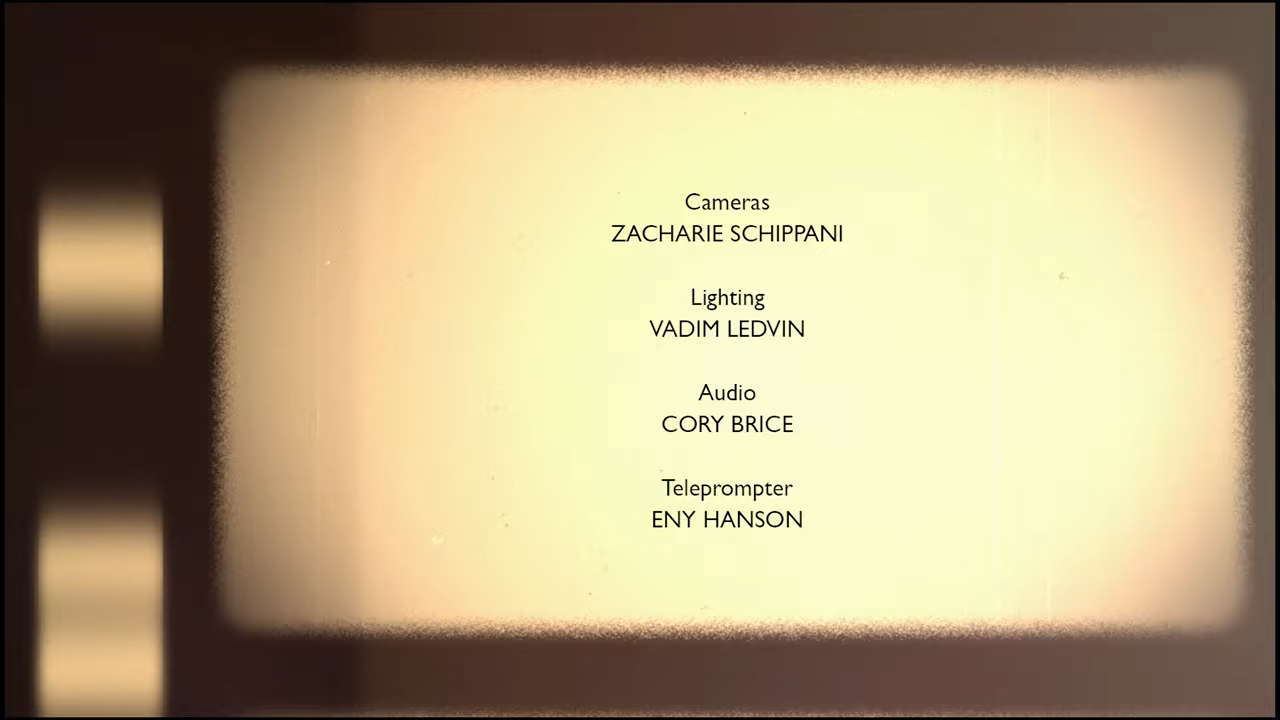 Cameras
ZACHARIE SCHIPPANI
Lighting
VADIM LEDVIN
Audio
CORY BRICE
Teleprompter
ENY HANSON